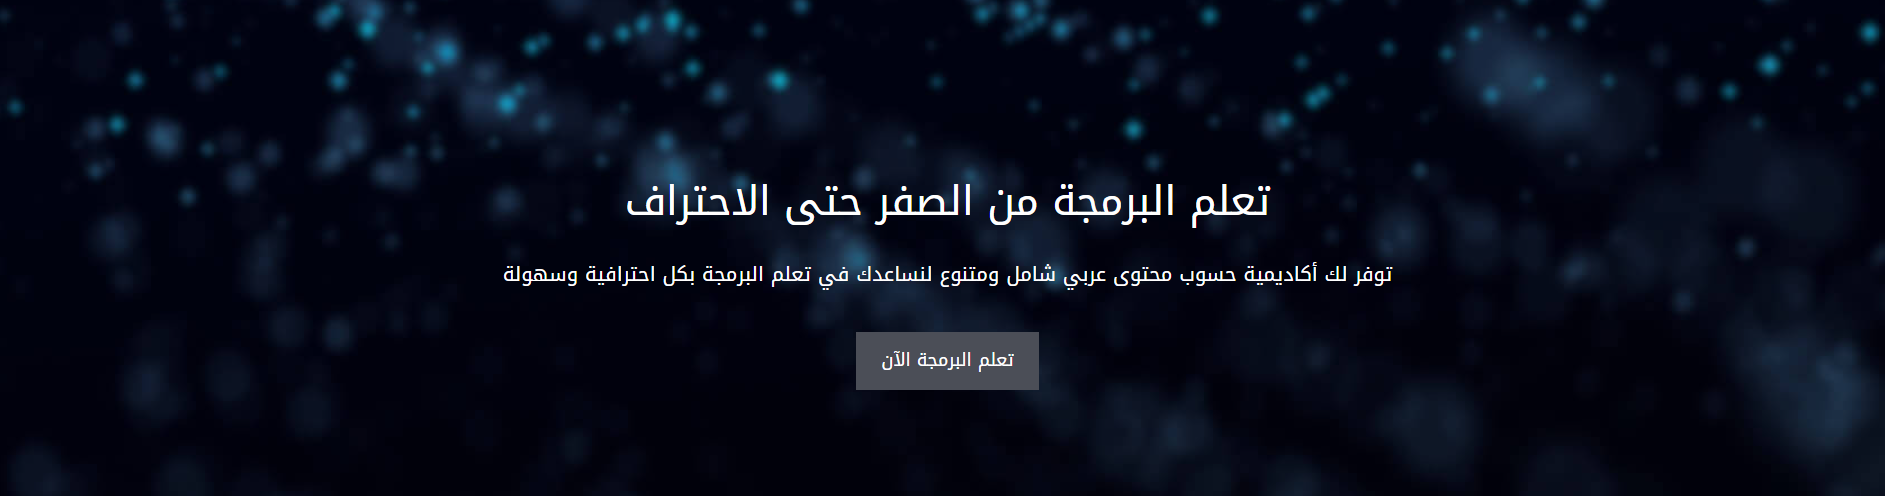 تعلم البرمجة من الصفر حتى الاحتراف
توفر لك أكاديمية حسوب محتوى عربي شامل ومتنوع لنساعدك في تعلم البرمجة بكل احترافية وسهولة
تعلم البرمجة الآن